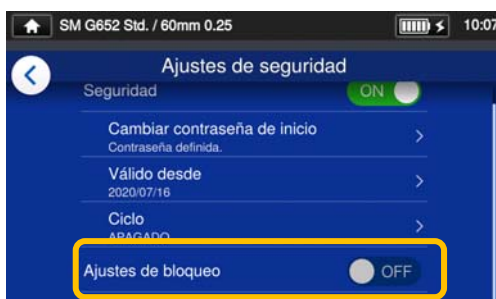 SM G652 Std. / 60mm 0.25 10:07
Ajustes de seguridad
Seguridad ON
Cambiar contraseña de inicio
Contraseña definida.
Válido desde
2020/07/16
Ciclo
APAGADO
Ajustes de bloqueo OFF